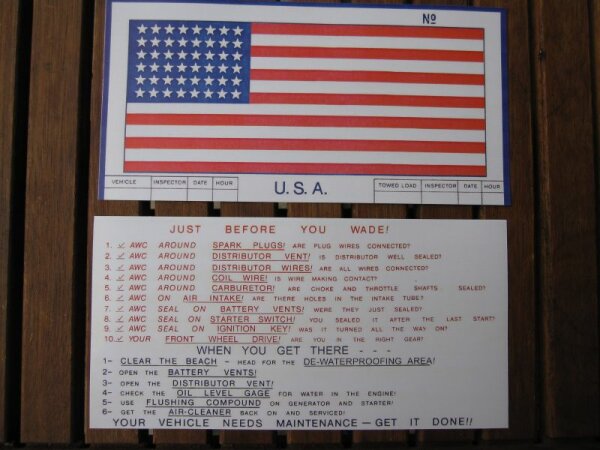 Nº
VEHICLE INSPECTOR DATE HOUR
U. S. A.
TOWED LOAD INSPECTOR DATE HOUR
JUST BEFORE YOU WADE!
1. ✓ AWC AROUND SPARK PLUGS! ARE PLUG WIRES CONNECTED?
2. ✓ AWC AROUND DISTRIBUTOR VENT! IS DISTRIBUTOR WELL SEALED?
3. ✓ AWC AROUND DISTRIBUTOR WIRES! ARE ALL WIRES CONNECTED?
4. ✓ AWC AROUND COIL WIRE! IS WIRE MAKING CONTACT?
5. ✓ AWC AROUND CARBURETOR! ARE CHOKE AND THROTTLE SHAFTS SEALED?
6. ✓ AWC ON AIR INTAKE! ARE THERE HOLES IN THE INTAKE TUBE?
7. ✓ AWC SEAL ON BATTERY VENTS! WERE THEY JUST SEALED?
8. ✓ AWC SEAL ON STARTER SWITCH! YOU SEALED IT AFTER THE LAST START?
9. ✓ AWC SEAL ON IGNITION KEY! WAS IT TURNED ALL THE WAY ON?
10. ✓ YOUR FRONT WHEEL DRIVE! ARE YOU IN THE RIGHT GEAR?
WHEN YOU GET THERE - - -
1– CLEAR THE BEACH – HEAD FOR THE DE-WATERPROOFING AREA!
2– OPEN THE BATTERY VENTS!
3– OPEN THE DISTRIBUTOR VENT!
4– CHECK THE OIL LEVEL GAGE FOR WATER IN THE ENGINE!
5– USE FLUSHING COMPOUND ON GENERATOR AND STARTER!
6– GET THE AIR-CLEANER BACK ON AND SERVICED!
YOUR VEHICLE NEEDS MAINTENANCE — GET IT DONE!!